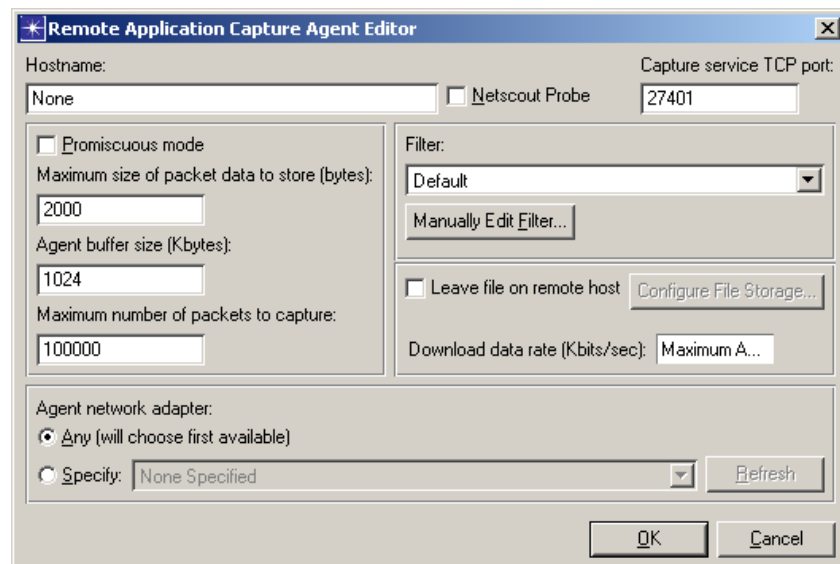 Remote Application Capture Agent Editor
Hostname: Capture service TCP port:
None Netscout Probe 27401
Promiscuous mode
Maximum size of packet data to store (bytes):
2000
Agent buffer size (Kbytes):
1024
Maximum number of packets to capture:
100000
Filter:
Default
Manually Edit Filter...
Leave file on remote host Configure File Storage...
Download data rate (Kbits/sec): Maximum A...
Agent network adapter:
Any (will choose first available)
Specify: None Specified Refresh
OK Cancel